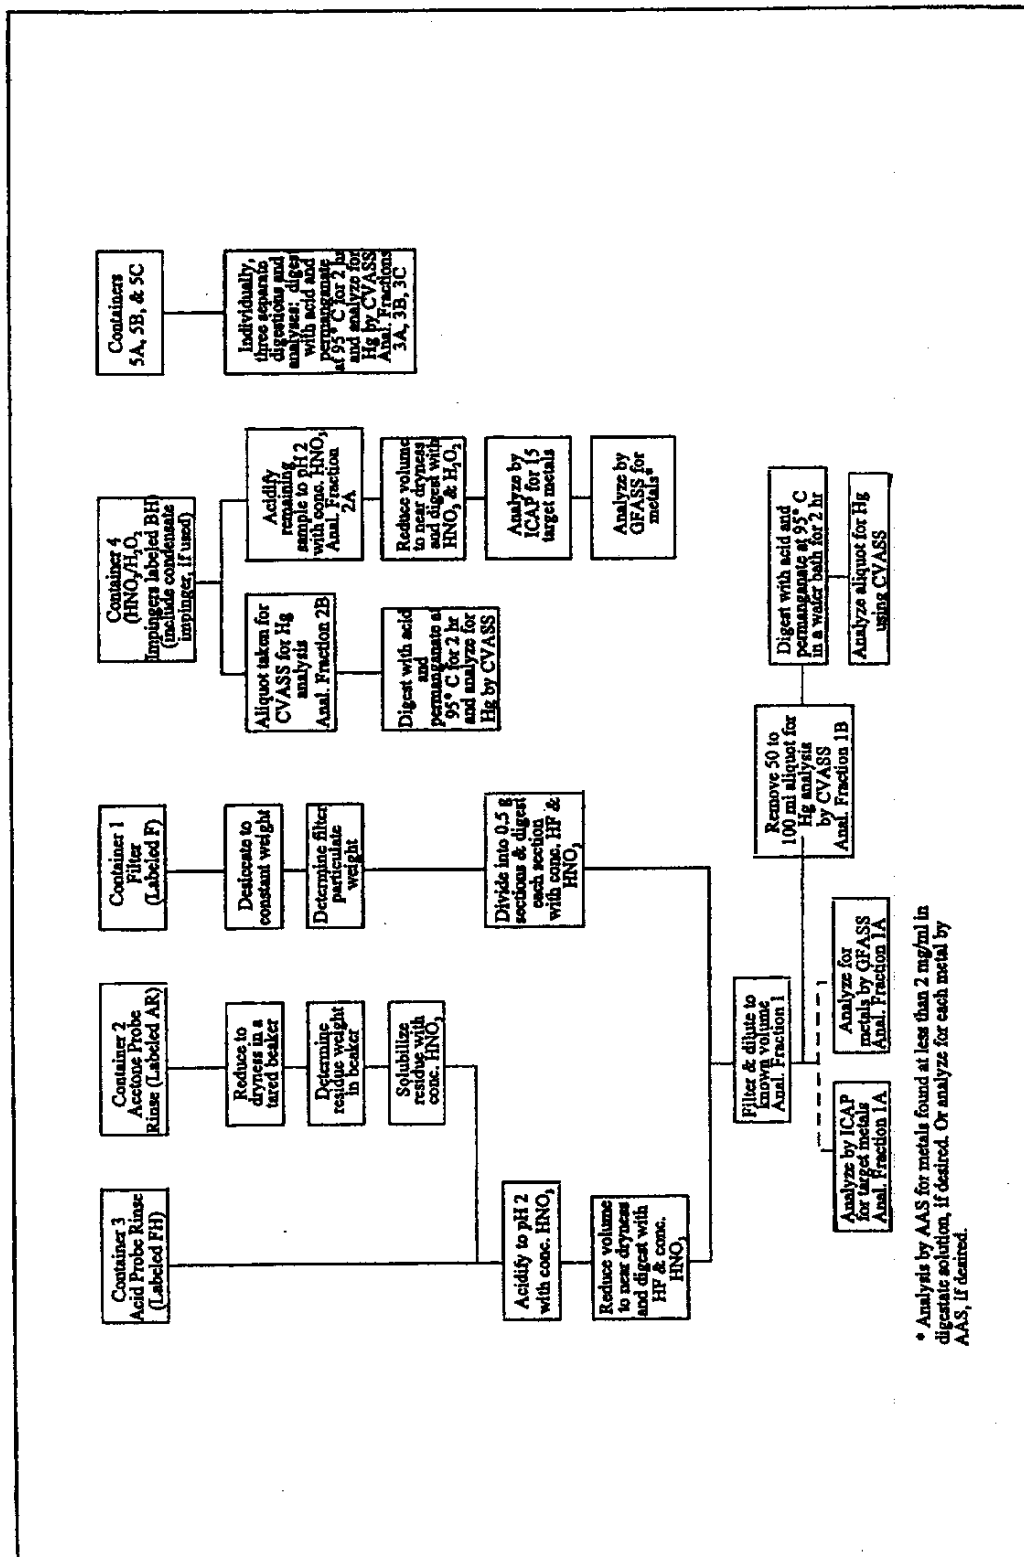 Container 3
Acid Probe Rinse
(Labeled FH)
Container 2
Acetone Probe
Rinse (Labeled AR)
Reduce to
dryness in a
tared beaker
Determine
residue weight
in beaker
Solubilize
residue with
conc. HNO₃
Acidify to pH 2
with conc. HNO₃
Reduce volume
to near dryness
and digest with
HF & conc.
HNO₃
Container 1
Filter
(Labeled F)
Desiccate to
constant weight
Determine filter
particulate
weight
Divide into 0.5 g
sections & digest
each section
with conc. HF &
HNO₃
Filter & dilute to
known volume
Anal. Fraction 1
Analyze by ICAP
for target metals
Anal. Fraction 1A
Analyze for
metals by GFASS
Anal. Fraction 1A
Remove 50 to
100 ml aliquot for
Hg analysis
by CVASS
Anal. Fraction 1B
Digest with acid and
permanganate at 95° C
in a water bath for 2 hr
Analyze aliquot for Hg
using CVASS
Container 4
(HNO₃/H₂O₂
Impingers labeled BH)
(include condensate
impinger, if used)
Aliquot taken for
CVASS for Hg
analysis
Anal. Fraction 2B
Digest with acid
and
permanganate at
95° C for 2 hr
and analyze for
Hg by CVASS
Acidify
remaining
sample to pH 2
with conc. HNO₃
Anal. Fraction
2A
Reduce volume
to near dryness
and digest with
HNO₃ & H₂O₂
Analyze by
ICAP for 15
target metals
Analyze by
GFASS for
metals*
Containers
5A, 5B, & 5C
Individually,
three separate
digestions and
analyses: digest
with acid and
permanganate
at 95° C for 2 hr
and analyze for
Hg by CVASS
Anal. Fractions
3A, 3B, 3C
* Analysis by AAS for metals found at less than 2 mg/ml in
digestate solution, if desired. Or analyze for each metal by
AAS, if desired.